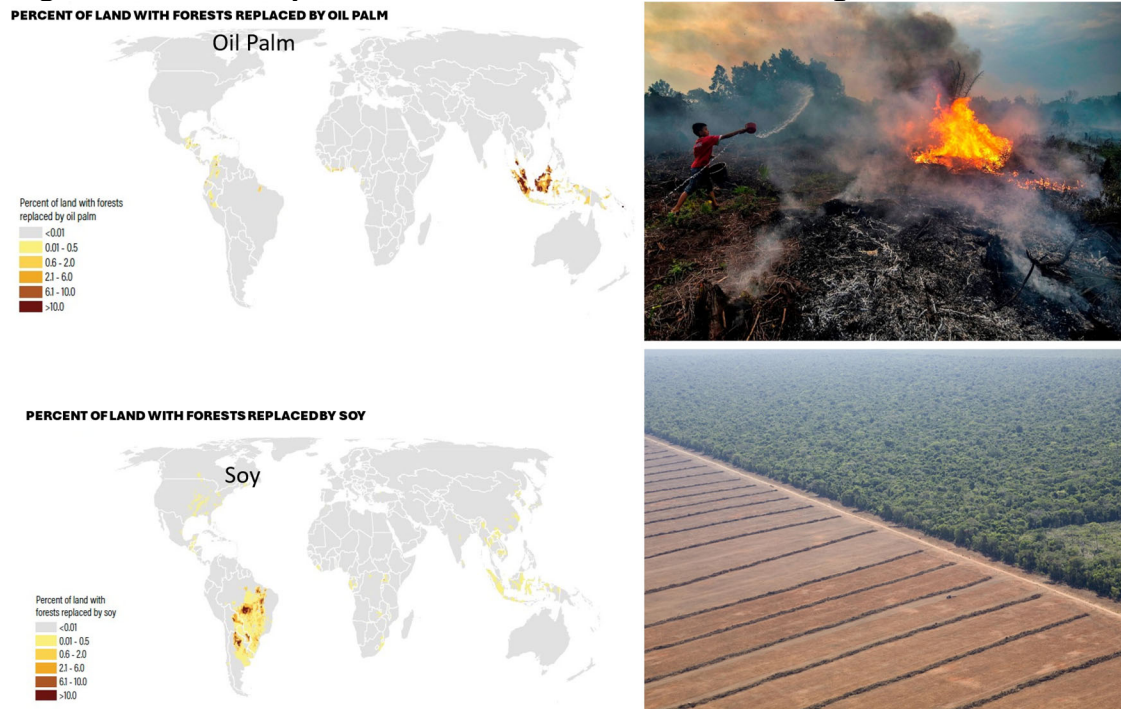 PERCENT OF LAND WITH FORESTS REPLACED BY OIL PALM
Oil Palm
Percent of land with forests
replaced by oil palm
<0.01
0.01 - 0.5
0.6 - 2.0
2.1 - 6.0
6.1 - 10.0
>10.0
PERCENT OF LAND WITH FORESTS REPLACED BY SOY
Soy
Percent of land with
forests replaced by soy
<0.01
0.01 - 0.5
0.6 - 2.0
2.1 - 6.0
6.1 - 10.0
>10.0